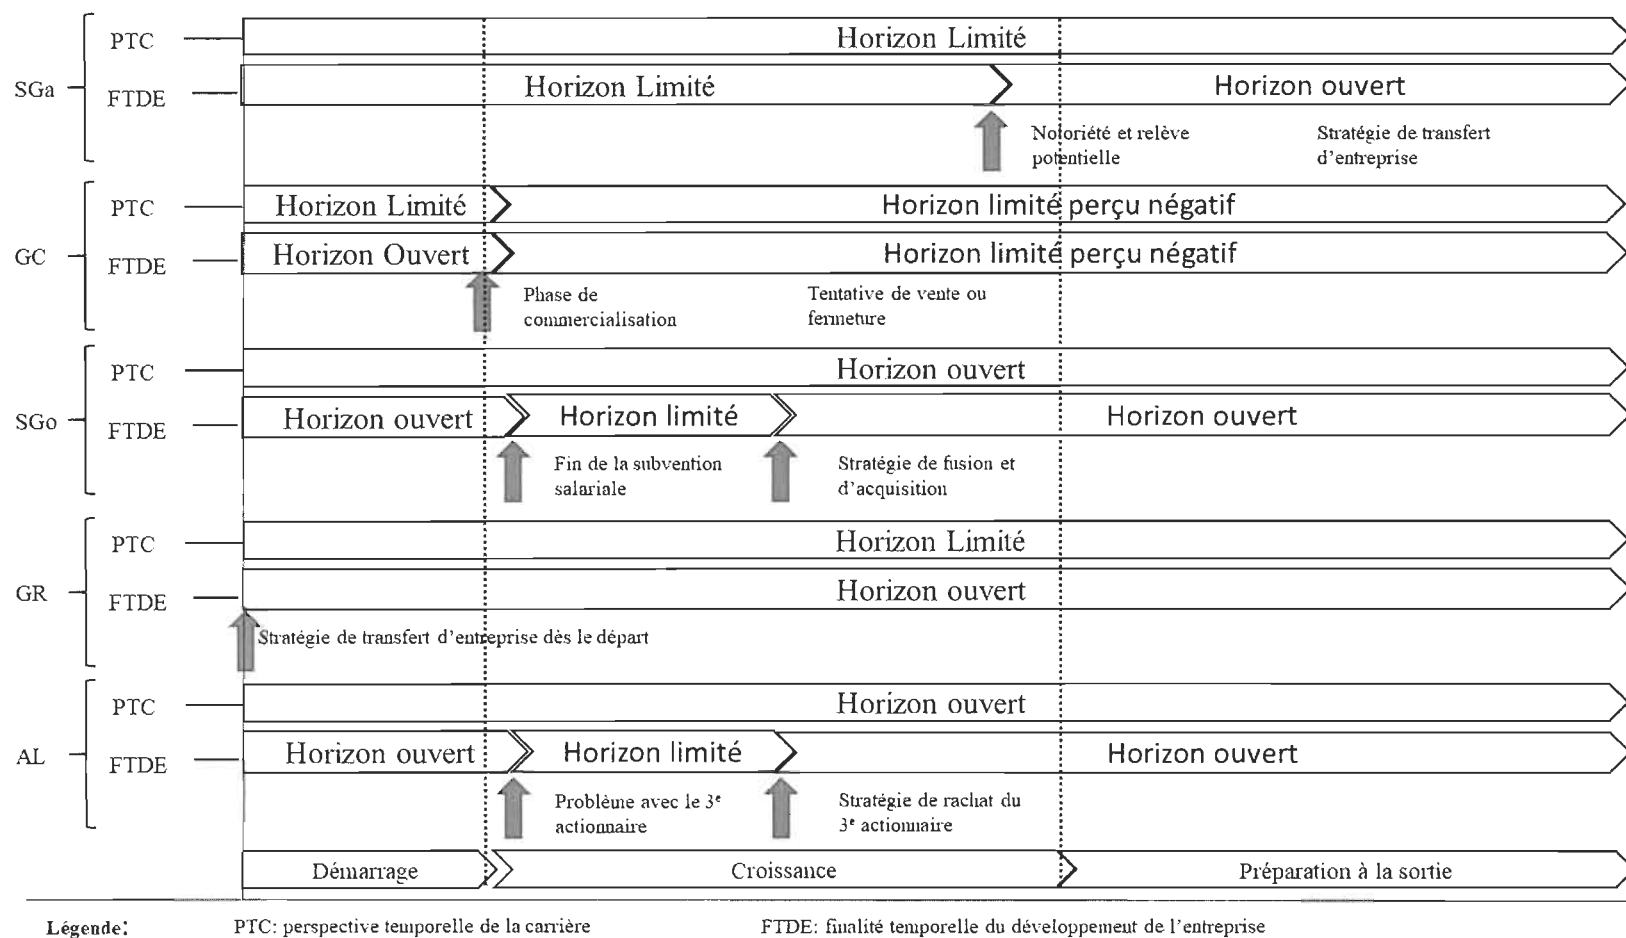 PTC
Horizon Limité
SGa
FTDE
Horizon Limité
Horizon ouvert
Notoriété et relève
potentielle
Stratégie de transfert
d'entreprise
PTC
Horizon Limité
Horizon limité perçu négatif
GC
FTDE
Horizon Ouvert
Horizon limité perçu négatif
Phase de
commercialisation
Tentative de vente ou
fermeture
PTC
Horizon ouvert
SGo
FTDE
Horizon ouvert
Horizon limité
Horizon ouvert
Fin de la subvention
salariale
Stratégie de fusion et
d'acquisition
PTC
Horizon Limité
GR
FTDE
Horizon ouvert
Stratégie de transfert d'entreprise dès le départ
PTC
Horizon ouvert
AL
FTDE
Horizon ouvert
Horizon limité
Horizon ouvert
Problème avec le 3e
actionnaire
Stratégie de rachat du
3e actionnaire
Démarrage
Croissance
Préparation à la sortie
Légende:
PTC: perspective temporelle de la carrière
FTDE: finalité temporelle du développement de l'entreprise